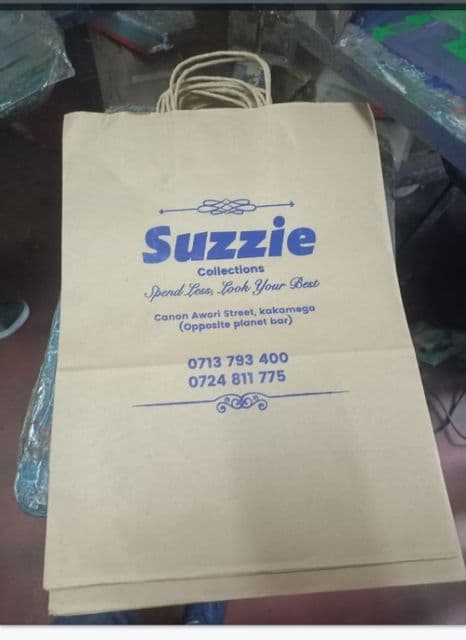 Suzzie
Collections
Spend Less, Look Your Best
Canon Awori Street, kakamega
(Opposite planet bar)
0713 793 400
0724 811 775